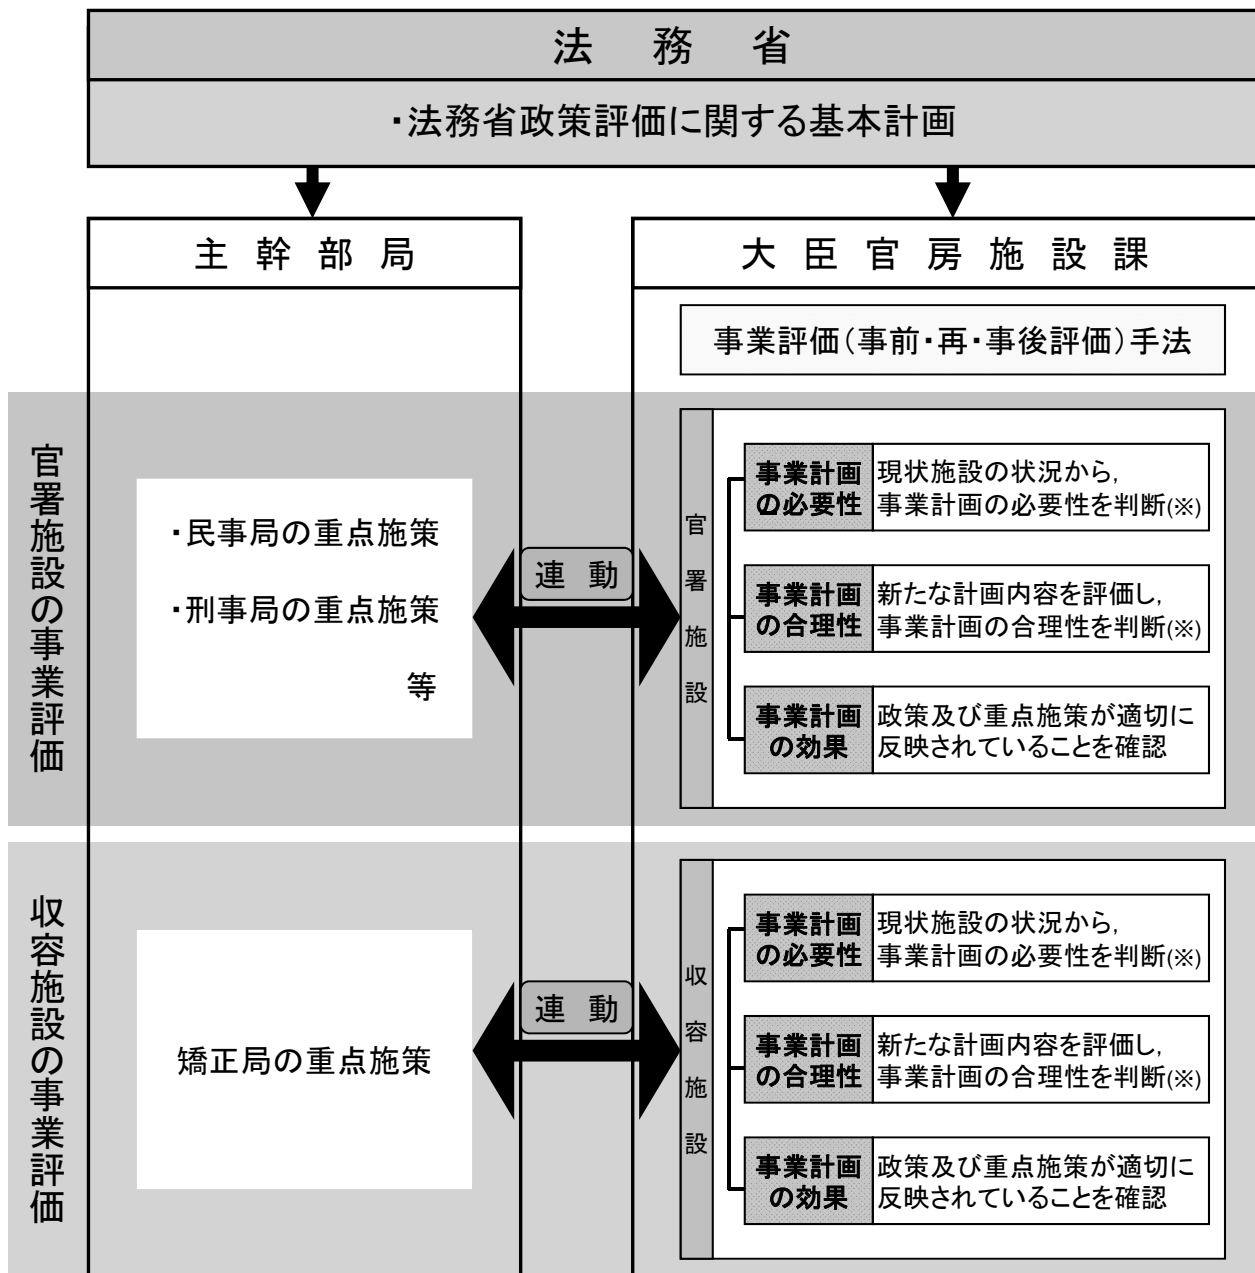 法務省
・法務省政策評価に関する基本計画
主幹部局
大臣官房施設課
事業評価(事前・再・事後評価)手法
官署施設の事業評価
・民事局の重点施策
・刑事局の重点施策
等
連動
官署施設
事業計画
の必要性
現状施設の状況から,
事業計画の必要性を判断(※)
事業計画
の合理性
新たな計画内容を評価し,
事業計画の合理性を判断(※)
事業計画
の効果
政策及び重点施策が適切に
反映されていることを確認
収容施設の事業評価
矯正局の重点施策
連動
収容施設
事業計画
の必要性
現状施設の状況から,
事業計画の必要性を判断(※)
事業計画
の合理性
新たな計画内容を評価し,
事業計画の合理性を判断(※)
事業計画
の効果
政策及び重点施策が適切に
反映されていることを確認